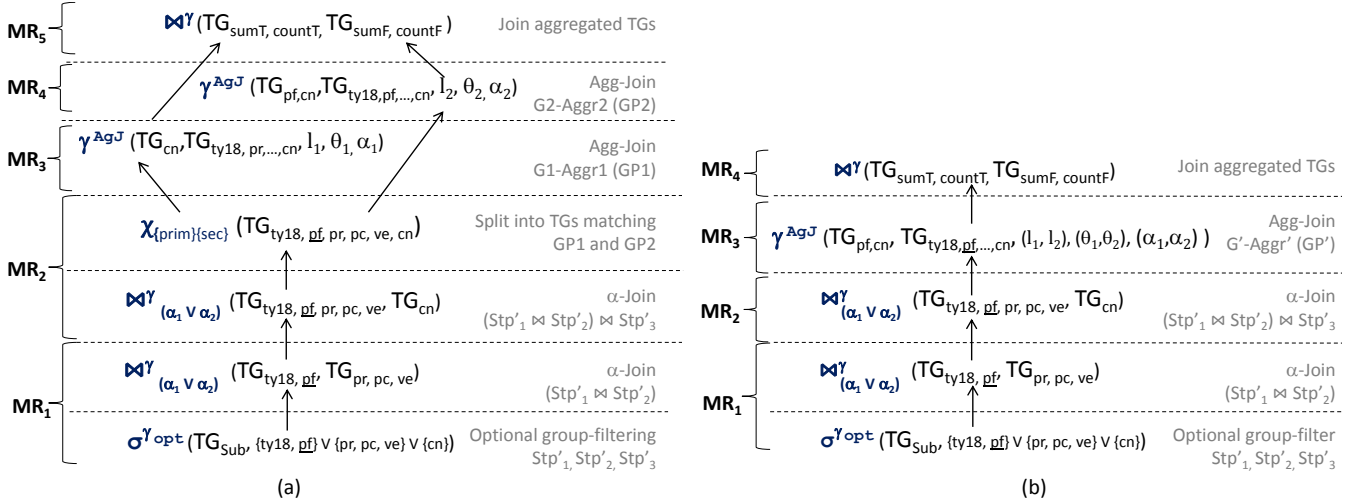 MR5
⋈γ (TGsumT, countT, TGsumF, countF)
Join aggregated TGs
MR4
γAgJ (TGpf,cn,TGty18,pf,...,cn, l2, θ2, α2)
Agg-Join
G2-Aggr2 (GP2)
MR3
γAgJ (TGcn,TGty18, pr,...,cn, l1, θ1, α1)
Agg-Join
G1-Aggr1 (GP1)
MR2
χ{prim}{sec} (TGty18, pf, pr, pc, ve, cn)
Split into TGs matching
GP1 and GP2
⋈γ(α1 V α2) (TGty18, pf, pr, pc, ve, TGcn)
α-Join
(Stp'1 ⋈ Stp'2) ⋈ Stp'3
MR1
⋈γ(α1 V α2) (TGty18, pf, TGpr, pc, ve)
α-Join
(Stp'1 ⋈ Stp'2)
σγopt (TGSub, {ty18, pf} V {pr, pc, ve} V {cn})
Optional group-filtering
Stp'1, Stp'2, Stp'3
(a)
MR4
⋈γ (TGsumT, countT, TGsumF, countF)
Join aggregated TGs
MR3
γAgJ (TGpf,cn, TGty18,pf,...,cn, (l1, l2), (θ1,θ2), (α1,α2) )
Agg-Join
G'-Aggr' (GP')
MR2
⋈γ(α1 V α2) (TGty18, pf, pr, pc, ve, TGcn)
α-Join
(Stp'1 ⋈ Stp'2) ⋈ Stp'3
MR1
⋈γ(α1 V α2) (TGty18, pf, TGpr, pc, ve)
α-Join
(Stp'1 ⋈ Stp'2)
σγopt (TGSub, {ty18, pf} V {pr, pc, ve} V {cn})
Optional group-filter
Stp'1, Stp'2, Stp'3
(b)